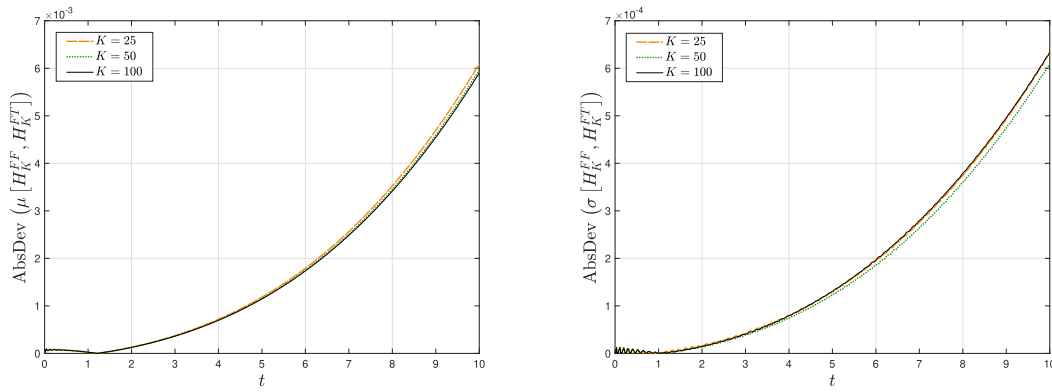 ×10⁻³
7
6
5
4
3
2
1
0
0 1 2 3 4 5 6 7 8 9 10
t
AbsDev (μ [H_K^{FF}, H_K^{FT}])
K = 25
K = 50
K = 100
×10⁻⁴
7
6
5
4
3
2
1
0
0 1 2 3 4 5 6 7 8 9 10
t
AbsDev (σ [H_K^{FF}, H_K^{FT}])
K = 25
K = 50
K = 100